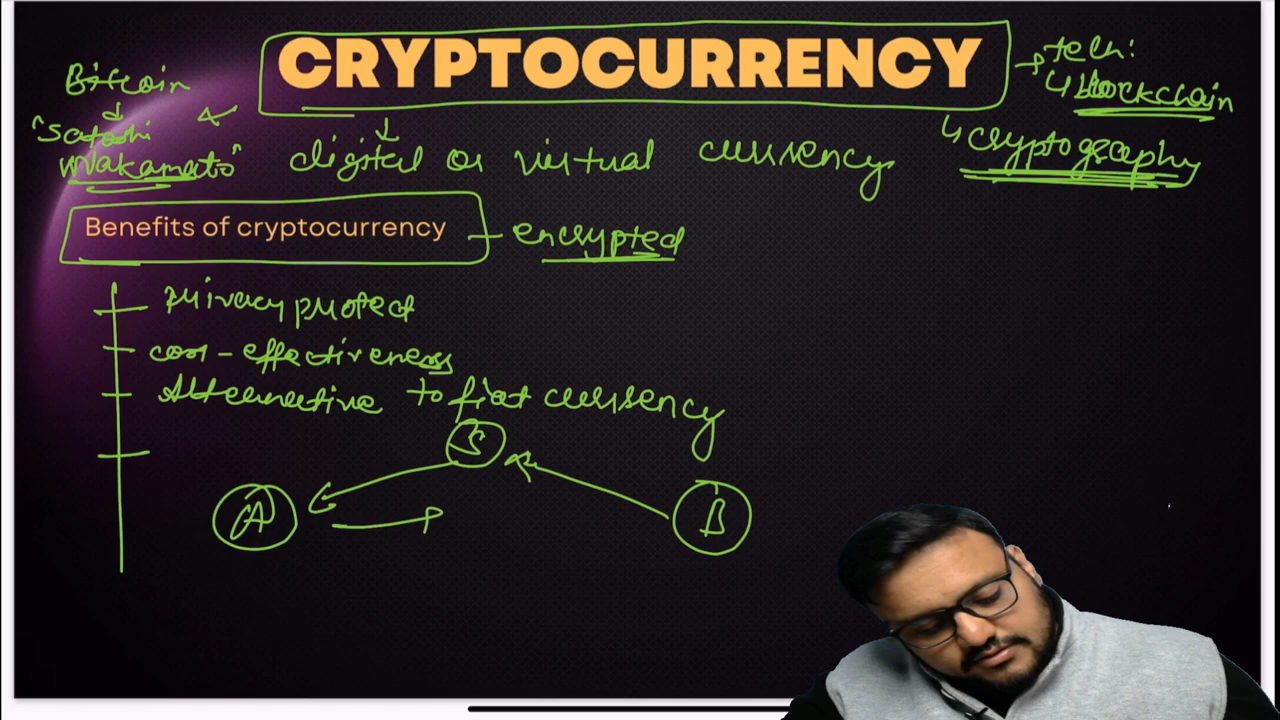 CRYPTOCURRENCY
tech:
blockchain
cryptography
Bitcoin
"Satoshi
Nakamato"
digital or virtual currency
Benefits of cryptocurrency
encrypted
privacy protect
cost-effectiveness
Alternative to fiat currency
S
A
B